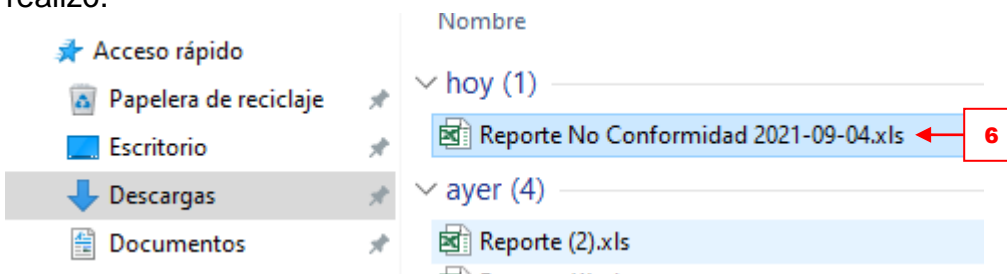 realizó.
Nombre
Acceso rápido
Papelera de reciclaje
Escritorio
Descargas
Documentos
hoy (1)
Reporte No Conformidad 2021-09-04.xls
6
ayer (4)
Reporte (2).xls